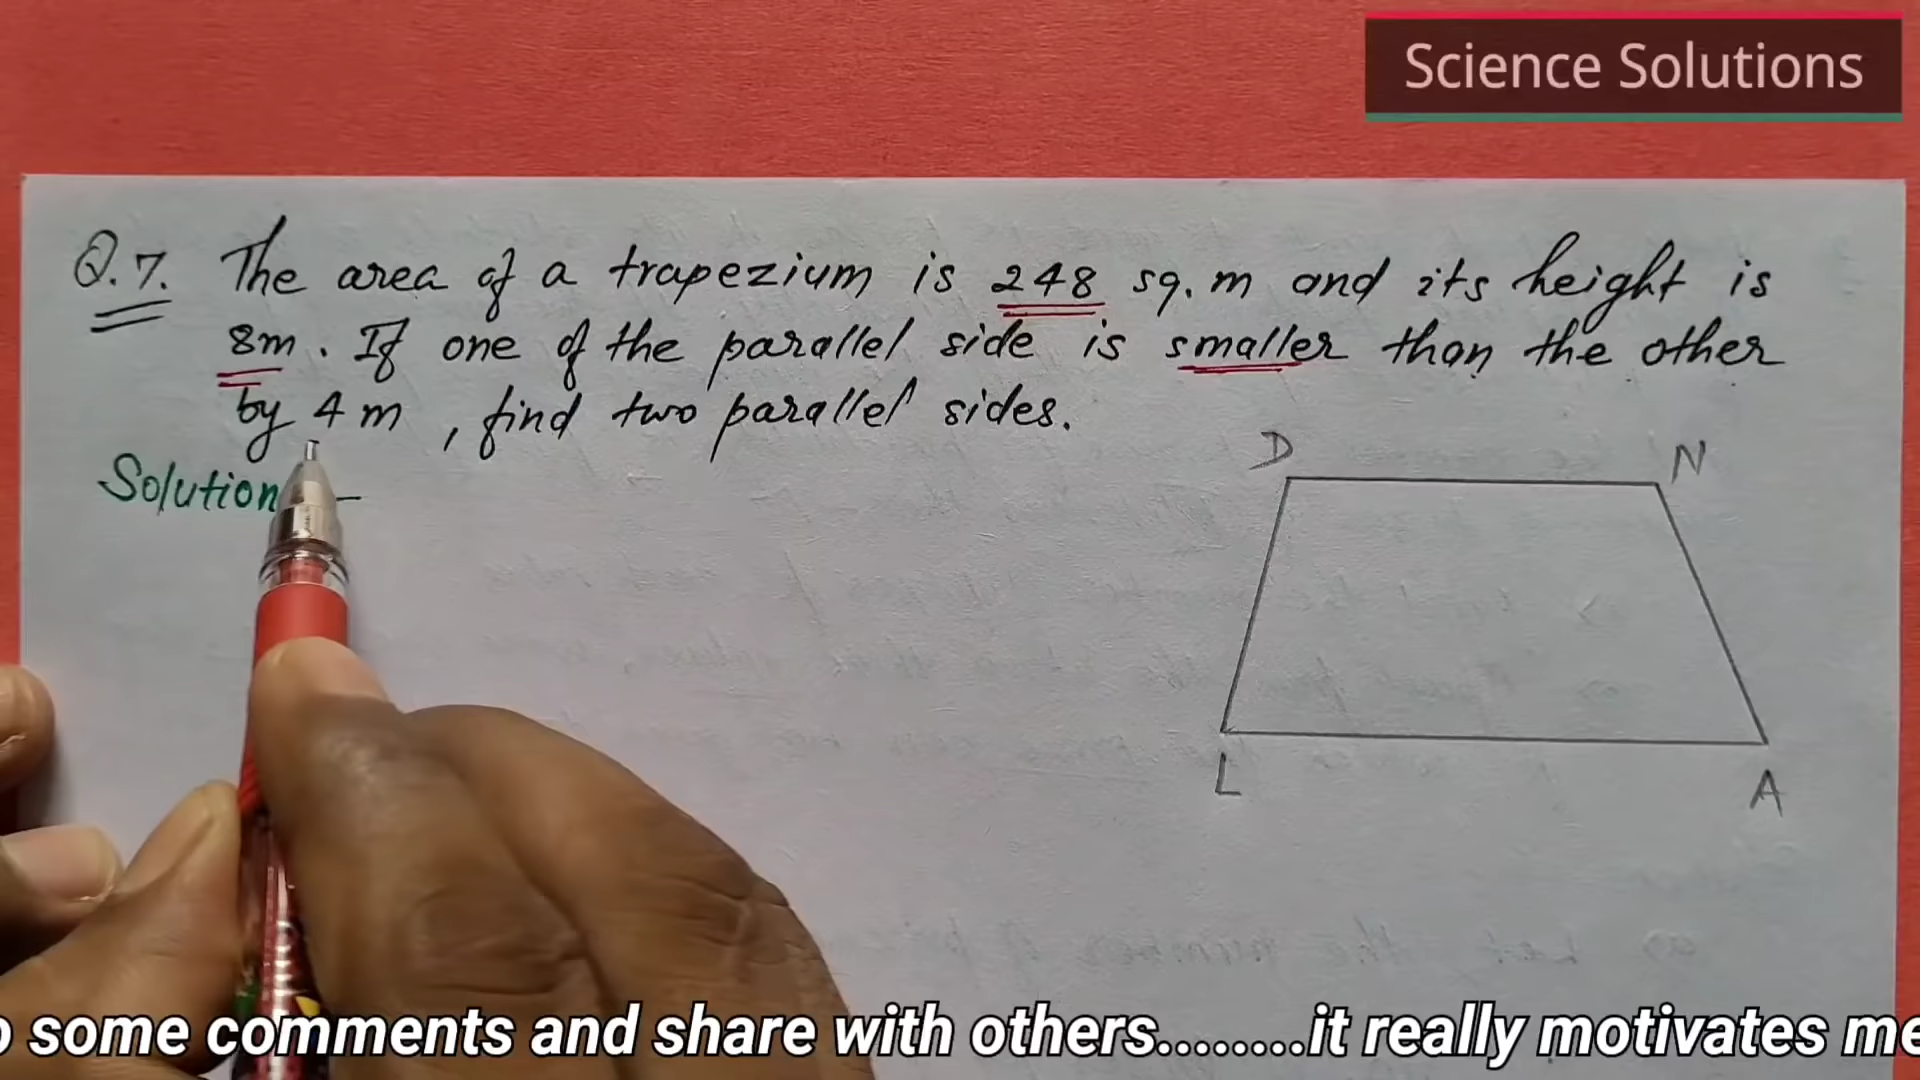 Science Solutions
Q.7. The area of a trapezium is 248 sq. m and its height is
8m. If one of the parallel side is smaller than the other
by 4 m, find two parallel sides.
Solution -
D
N
L
A
some comments and share with others........it really motivates me